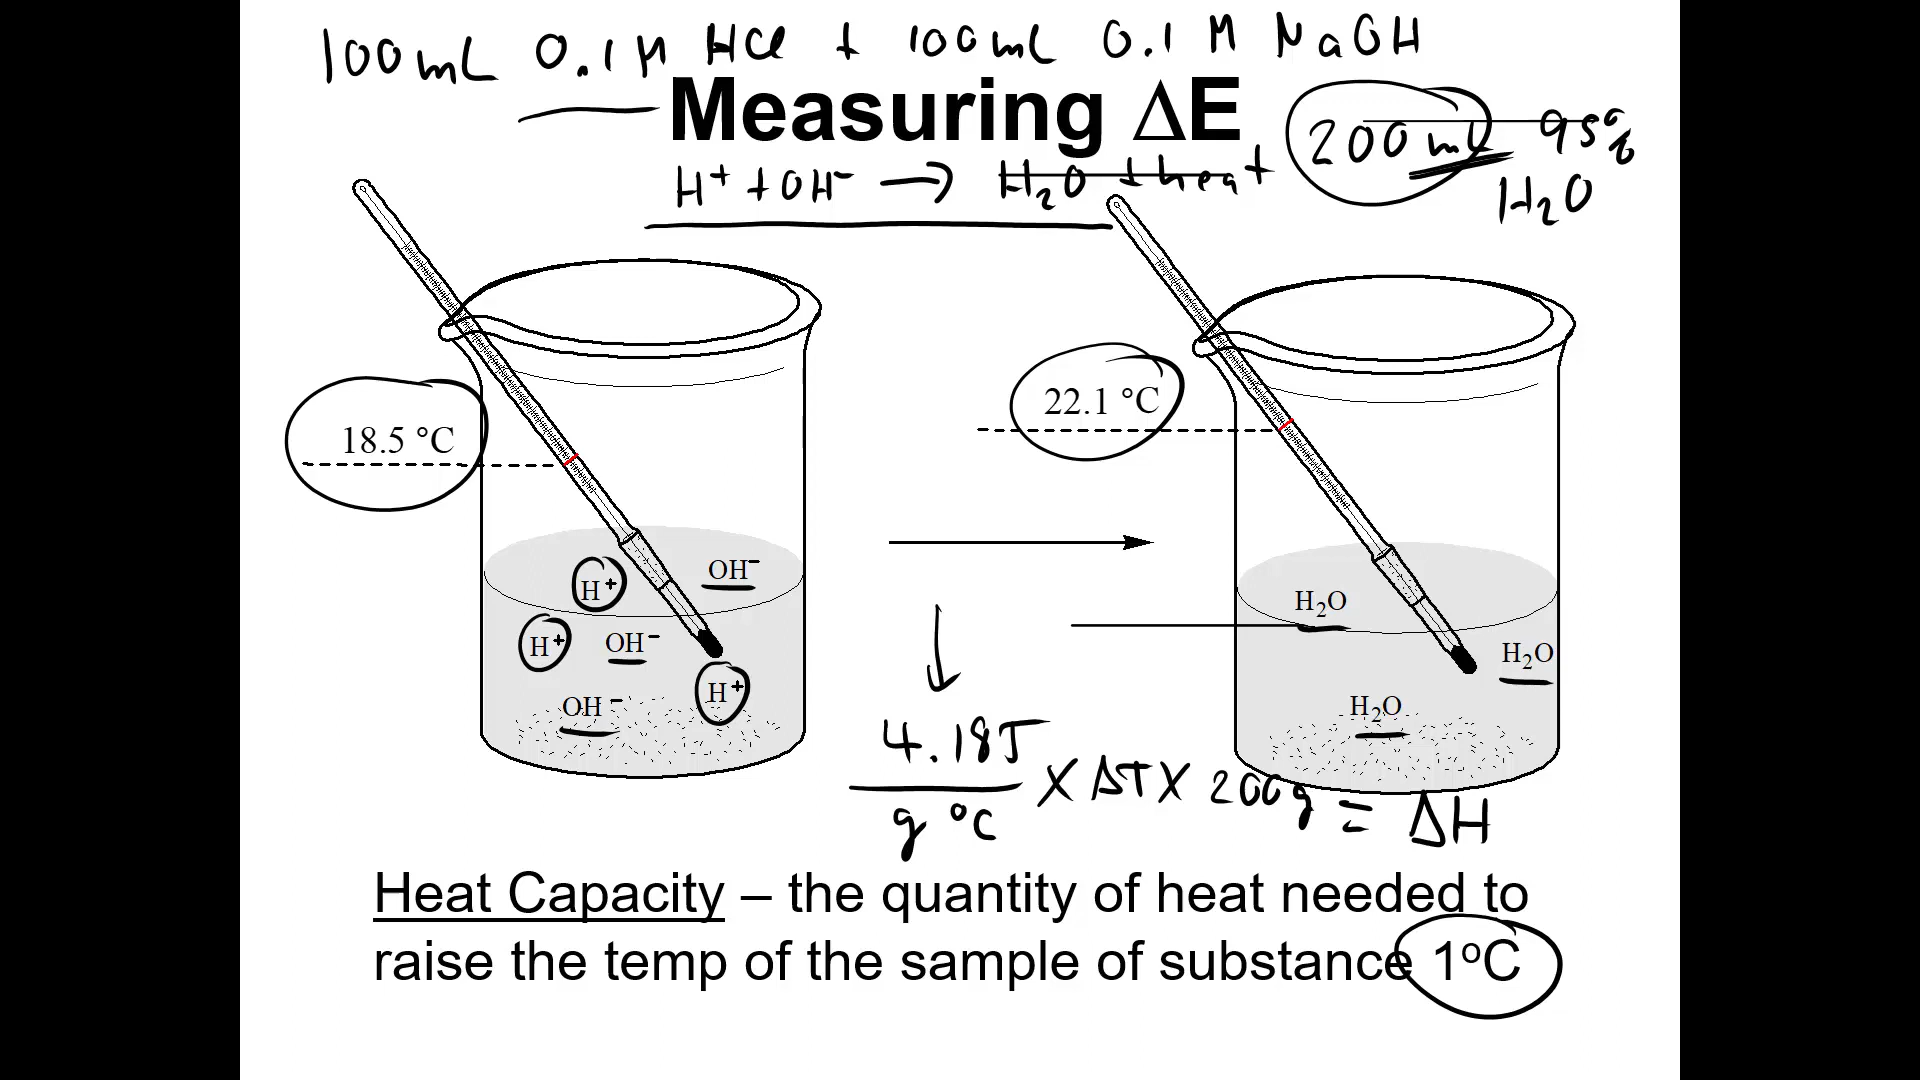 100mL 0.1M HCl + 100mL 0.1 M NaOH
Measuring ΔE
200 mL
H⁺ + OH⁻ → H₂O + heat
H₂O
18.5 °C
22.1 °C
H⁺ OH⁻
H⁺ OH⁻
H⁺
OH⁻
H₂O
H₂O
H₂O
4.18J
g °C
X ΔT X 200g = ΔH
Heat Capacity – the quantity of heat needed to
raise the temp of the sample of substance 1°C